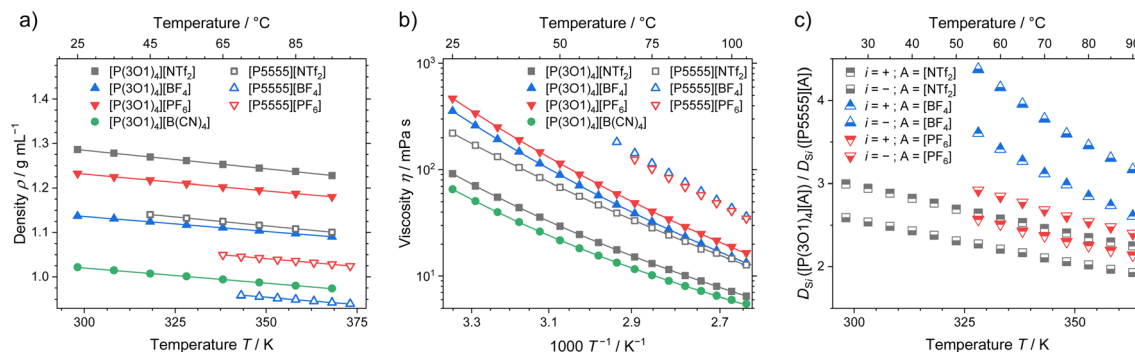 a)
Temperature / °C
25 45 65 85
[P(3O1)₄][NTf₂]
[P(3O1)₄][BF₄]
[P(3O1)₄][PF₆]
[P(3O1)₄][B(CN)₄]
[P5555][NTf₂]
[P5555][BF₄]
[P5555][PF₆]
1.4
1.3
1.2
1.1
1.0
Density ρ / g mL⁻¹
300 325 350 375
Temperature T / K
b)
Temperature / °C
25 50 75 100
[P(3O1)₄][NTf₂]
[P(3O1)₄][BF₄]
[P(3O1)₄][PF₆]
[P(3O1)₄][B(CN)₄]
[P5555][NTf₂]
[P5555][BF₄]
[P5555][PF₆]
10³
10²
10¹
Viscosity η / mPa s
3.3 3.1 2.9 2.7
1000 T⁻¹ / K⁻¹
c)
Temperature / °C
30 40 50 60 70 80 90
i = + ; A = [NTf₂]
i = − ; A = [NTf₂]
i = + ; A = [BF₄]
i = − ; A = [BF₄]
i = + ; A = [PF₆]
i = − ; A = [PF₆]
4
3
2
D_Si ([P(3O1)₄][A]) / D_Si ([P5555][A])
300 325 350
Temperature T / K